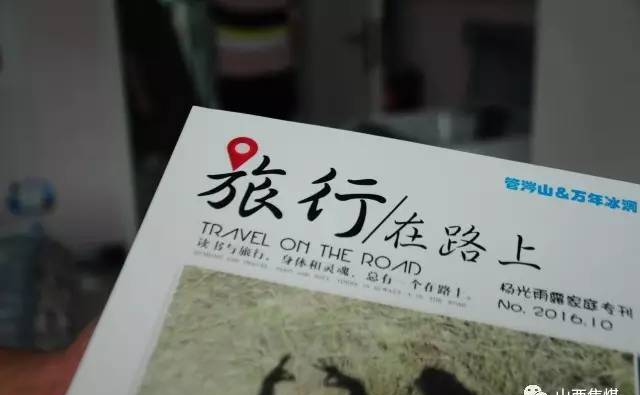 管涔山&万年冰洞
旅行/在路上
TRAVEL ON THE ROAD
读书与旅行，身体和灵魂，总有一个在路上。
杨光雨露家庭专刊
No. 2016.10
山西焦煤